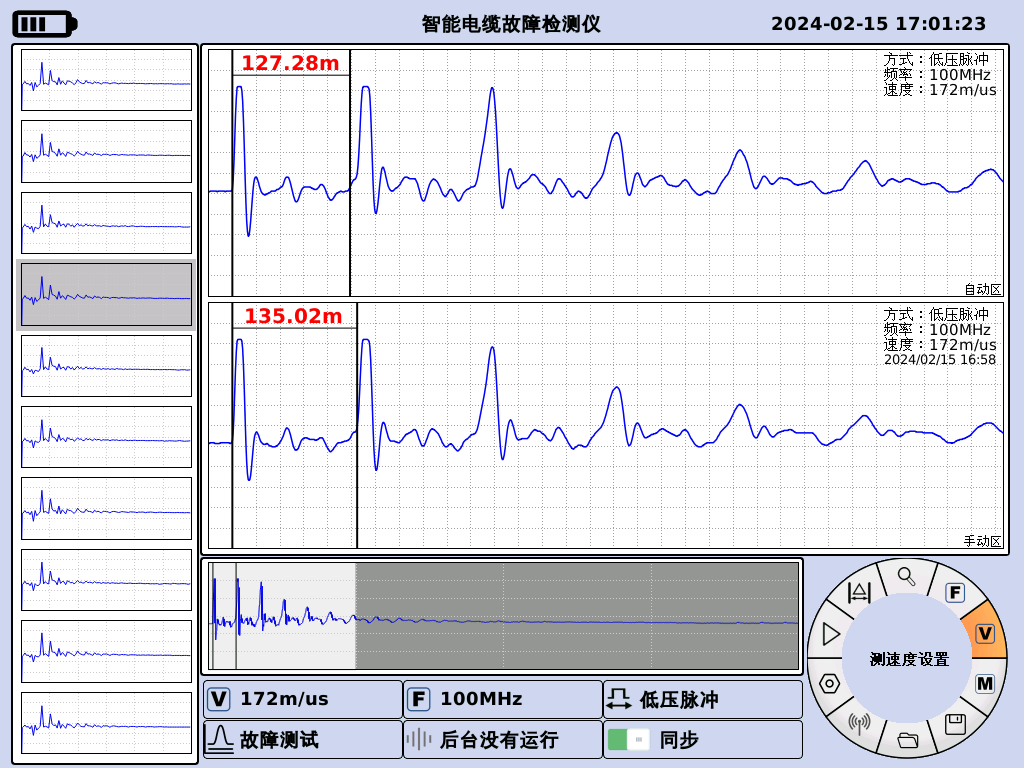 智能电缆故障检测仪
2024-02-15 17:01:23
127.28m
方式：低压脉冲
频率：100MHz
速度：172m/us
自动区
135.02m
方式：低压脉冲
频率：100MHz
速度：172m/us
2024/02/15 16:58
手动区
F
V
测速度设置
M
V 172m/us
F 100MHz
低压脉冲
故障测试
后台没有运行
同步